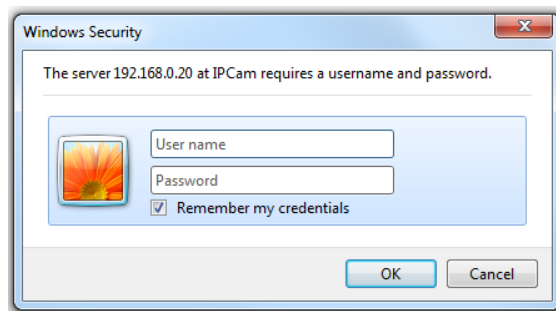 Windows Security
The server 192.168.0.20 at IPCam requires a username and password.
User name
Password
Remember my credentials
OK Cancel